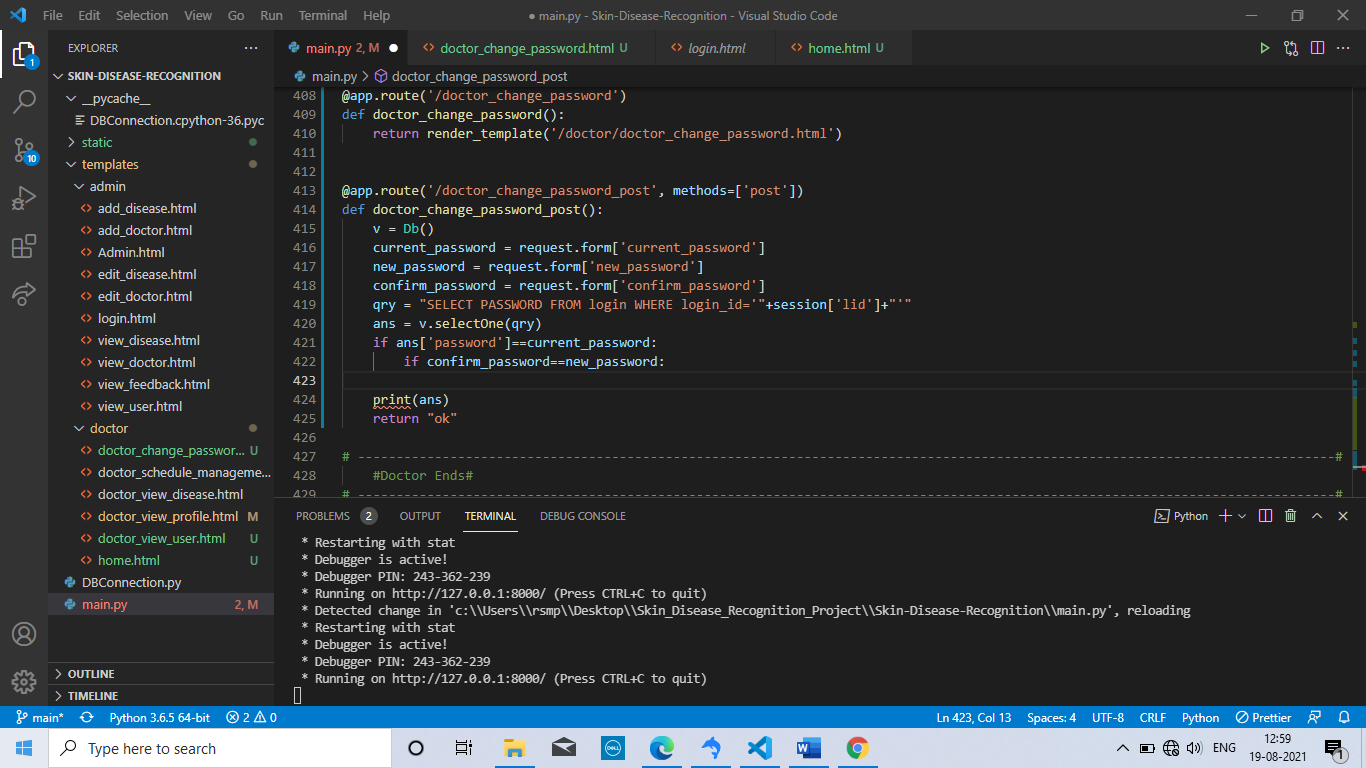 File Edit Selection View Go Run Terminal Help ● main.py - Skin-Disease-Recognition - Visual Studio Code
EXPLORER
SKIN-DISEASE-RECOGNITION
__pycache__
DBConnection.cpython-36.pyc
static
templates
admin
add_disease.html
add_doctor.html
Admin.html
edit_disease.html
edit_doctor.html
login.html
view_disease.html
view_doctor.html
view_feedback.html
view_user.html
doctor
doctor_change_passwor... U
doctor_schedule_manageme...
doctor_view_disease.html
doctor_view_profile.html M
doctor_view_user.html U
home.html U
DBConnection.py
main.py 2, M
OUTLINE
TIMELINE
1
10
main.py 2, M ● doctor_change_password.html U login.html home.html U
main.py > doctor_change_password_post
408 @app.route('/doctor_change_password')
409 def doctor_change_password():
410 return render_template('/doctor/doctor_change_password.html')
411
412
413 @app.route('/doctor_change_password_post', methods=['post'])
414 def doctor_change_password_post():
415 v = Db()
416 current_password = request.form['current_password']
417 new_password = request.form['new_password']
418 confirm_password = request.form['confirm_password']
419 qry = "SELECT PASSWORD FROM login WHERE login_id='"+session['lid']+"'"
420 ans = v.selectOne(qry)
421 if ans['password']==current_password:
422 if confirm_password==new_password:
423
424 print(ans)
425 return "ok"
426
427 # ------------------------------------------------------------------------------------------------------------------------------#
428 #Doctor Ends#
429 # ------------------------------------------------------------------------------------------------------------------------------#
PROBLEMS 2 OUTPUT TERMINAL DEBUG CONSOLE Python
* Restarting with stat
* Debugger is active!
* Debugger PIN: 243-362-239
* Running on http://127.0.0.1:8000/ (Press CTRL+C to quit)
* Detected change in 'c:\\Users\\rsmp\\Desktop\\Skin_Disease_Recognition_Project\\Skin-Disease-Recognition\\main.py', reloading
* Restarting with stat
* Debugger is active!
* Debugger PIN: 243-362-239
* Running on http://127.0.0.1:8000/ (Press CTRL+C to quit)
main* Python 3.6.5 64-bit 2 0 Ln 423, Col 13 Spaces: 4 UTF-8 CRLF Python Prettier
Type here to search
DELL
ENG
12:59
19-08-2021
1